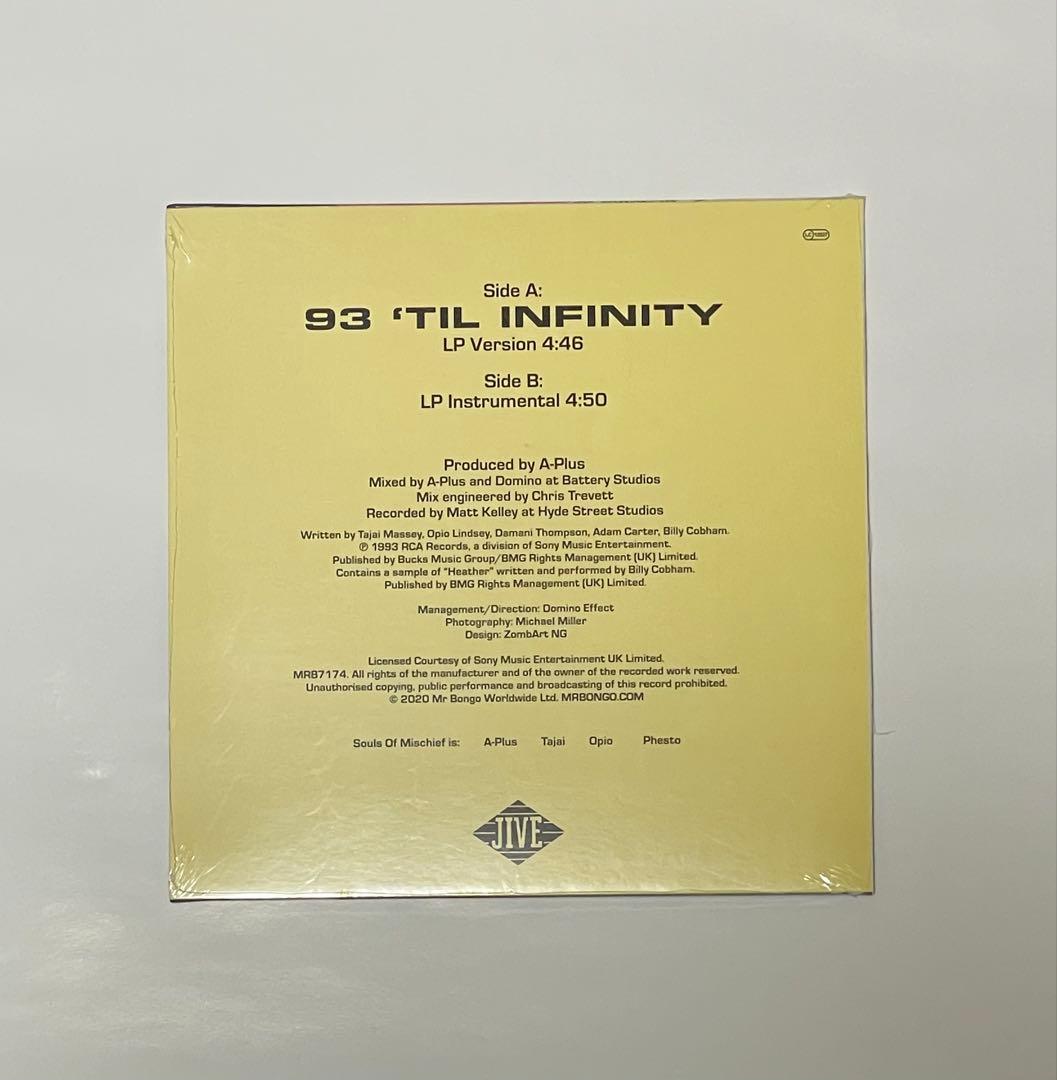 Side A:
93 ‘TIL INFINITY
LP Version 4:46
Side B:
LP Instrumental 4:50
Produced by A-Plus
Mixed by A-Plus and Domino at Battery Studios
Mix engineered by Chris Trevett
Recorded by Matt Kelley at Hyde Street Studios
Written by Tajai Massey, Opio Lindsey, Damani Thompson, Adam Carter, Billy Cobham.
℗ 1993 RCA Records, a division of Sony Music Entertainment.
Published by Bucks Music Group/BMG Rights Management (UK) Limited.
Contains a sample of "Heather" written and performed by Billy Cobham.
Published by BMG Rights Management (UK) Limited.
Management/Direction: Domino Effect
Photography: Michael Miller
Design: ZombArt NG
Licensed Courtesy of Sony Music Entertainment UK Limited.
MRB7174. All rights of the manufacturer and of the owner of the recorded work reserved.
Unauthorised copying, public performance and broadcasting of this record prohibited.
© 2020 Mr Bongo Worldwide Ltd. MRBONGO.COM
Souls Of Mischief is: A-Plus Tajai Opio Phesto
JIVE